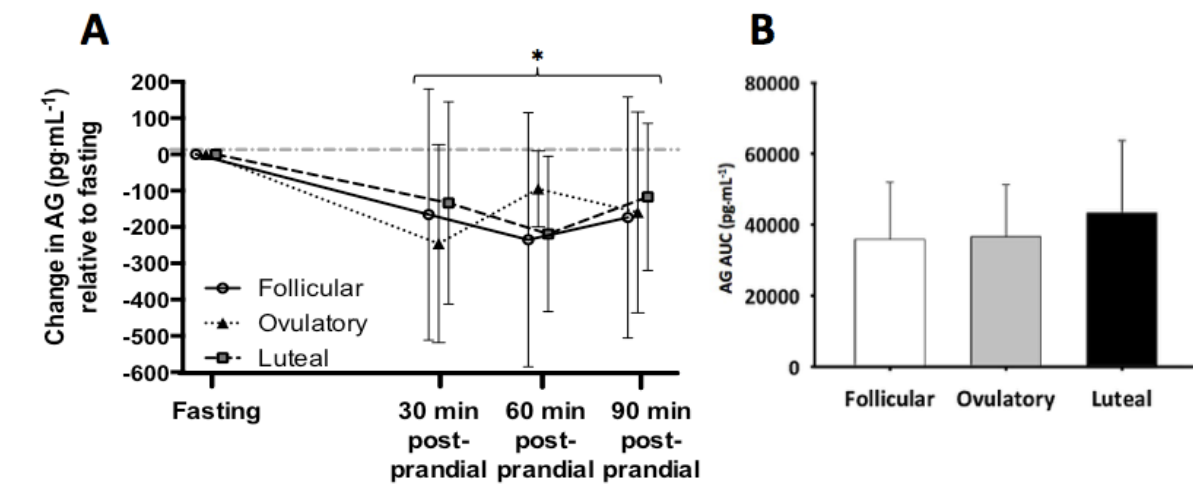 A
Change in AG (pg·mL-1)
relative to fasting
*
200
100
0
-100
-200
-300
-400
-500
-600
Follicular
Ovulatory
Luteal
Fasting
30 min
post-
prandial
60 min
post-
prandial
90 min
post-
prandial
B
AG AUC (pg·mL-1)
80000
60000
40000
20000
0
Follicular
Ovulatory
Luteal